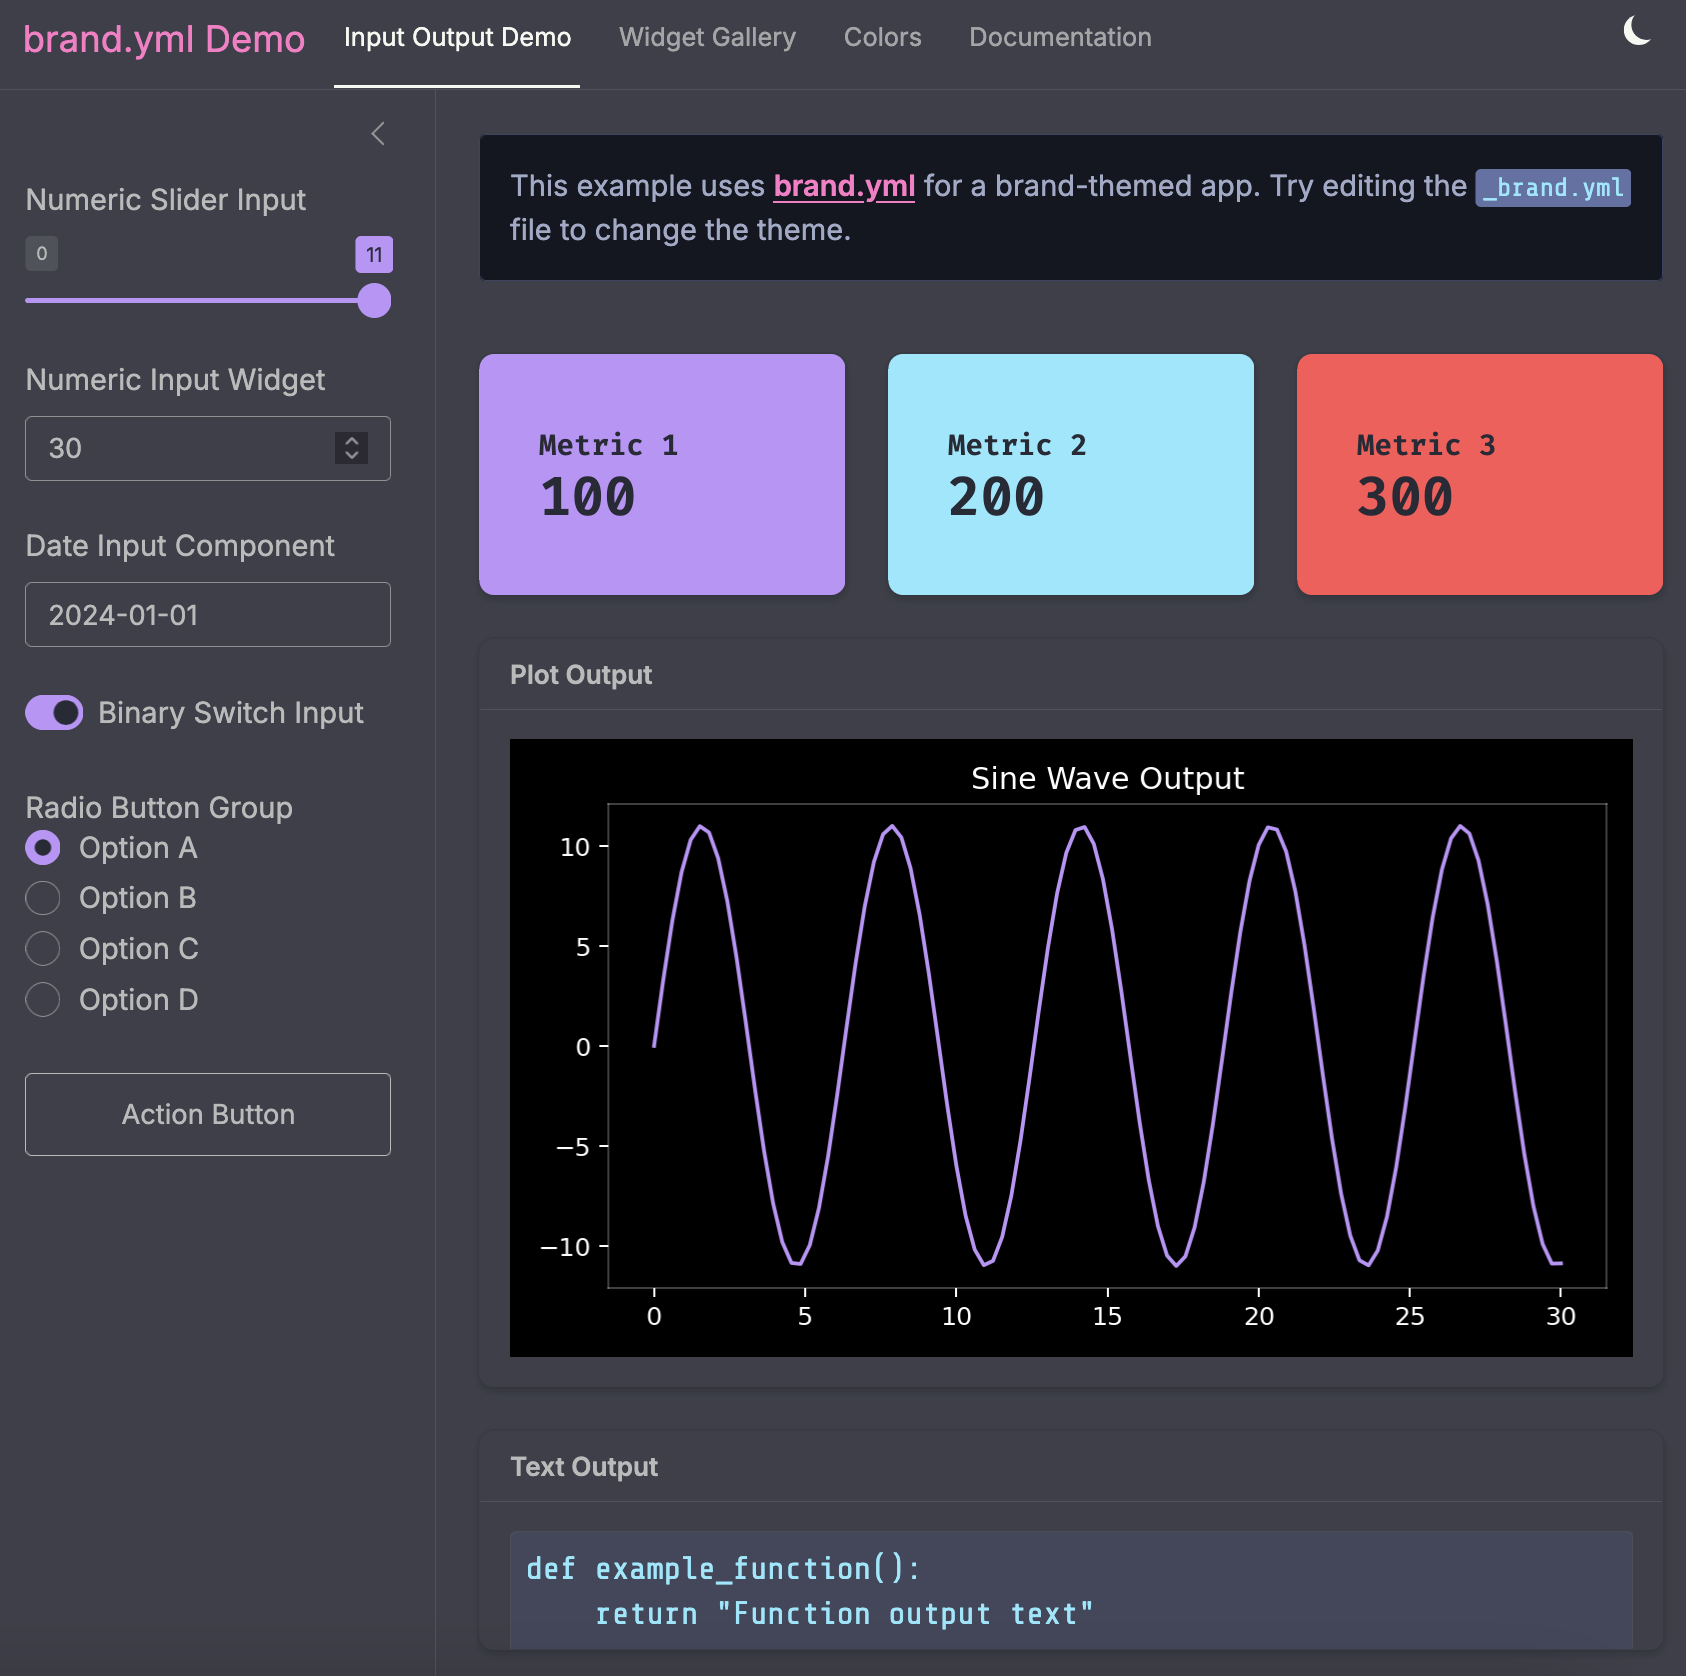 brand.yml Demo
Input Output Demo
Widget Gallery
Colors
Documentation
Numeric Slider Input
0
11
Numeric Input Widget
30
Date Input Component
2024-01-01
Binary Switch Input
Radio Button Group
Option A
Option B
Option C
Option D
Action Button
This example uses brand.yml for a brand-themed app. Try editing the _brand.yml
file to change the theme.
Metric 1
100
Metric 2
200
Metric 3
300
Plot Output
Sine Wave Output
10
5
0
−5
−10
0 5 10 15 20 25 30
Text Output
def example_function():
    return "Function output text"